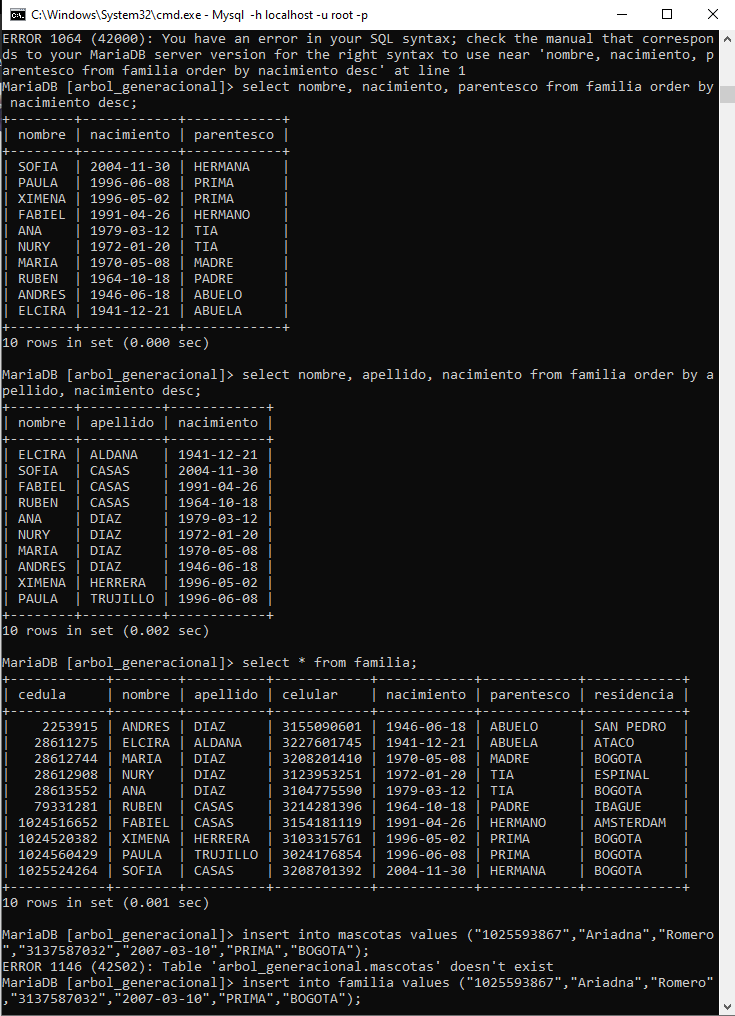 C:\Windows\System32\cmd.exe - Mysql  -h localhost -u root -p
ERROR 1064 (42000): You have an error in your SQL syntax; check the manual that correspon
ds to your MariaDB server version for the right syntax to use near 'nombre, nacimiento, p
arentesco from familia order by nacimiento desc' at line 1
MariaDB [arbol_generacional]> select nombre, nacimiento, parentesco from familia order by
 nacimiento desc;
+--------+------------+------------+
| nombre | nacimiento | parentesco |
+--------+------------+------------+
| SOFIA  | 2004-11-30 | HERMANA    |
| PAULA  | 1996-06-08 | PRIMA      |
| XIMENA | 1996-05-02 | PRIMA      |
| FABIEL | 1991-04-26 | HERMANO    |
| ANA    | 1979-03-12 | TIA        |
| NURY   | 1972-01-20 | TIA        |
| MARIA  | 1970-05-08 | MADRE      |
| RUBEN  | 1964-10-18 | PADRE      |
| ANDRES | 1946-06-18 | ABUELO     |
| ELCIRA | 1941-12-21 | ABUELA     |
+--------+------------+------------+
10 rows in set (0.000 sec)
MariaDB [arbol_generacional]> select nombre, apellido, nacimiento from familia order by a
pellido, nacimiento desc;
+--------+----------+------------+
| nombre | apellido | nacimiento |
+--------+----------+------------+
| ELCIRA | ALDANA   | 1941-12-21 |
| SOFIA  | CASAS    | 2004-11-30 |
| FABIEL | CASAS    | 1991-04-26 |
| RUBEN  | CASAS    | 1964-10-18 |
| ANA    | DIAZ     | 1979-03-12 |
| NURY   | DIAZ     | 1972-01-20 |
| MARIA  | DIAZ     | 1970-05-08 |
| ANDRES | DIAZ     | 1946-06-18 |
| XIMENA | HERRERA  | 1996-05-02 |
| PAULA  | TRUJILLO | 1996-06-08 |
+--------+----------+------------+
10 rows in set (0.002 sec)
MariaDB [arbol_generacional]> select * from familia;
+------------+--------+----------+------------+------------+------------+------------+
| cedula     | nombre | apellido | celular    | nacimiento | parentesco | residencia |
+------------+--------+----------+------------+------------+------------+------------+
|    2253915 | ANDRES | DIAZ     | 3155090601 | 1946-06-18 | ABUELO     | SAN PEDRO  |
|   28611275 | ELCIRA | ALDANA   | 3227601745 | 1941-12-21 | ABUELA     | ATACO      |
|   28612744 | MARIA  | DIAZ     | 3208201410 | 1970-05-08 | MADRE      | BOGOTA     |
|   28612908 | NURY   | DIAZ     | 3123953251 | 1972-01-20 | TIA        | ESPINAL    |
|   28613552 | ANA    | DIAZ     | 3104775590 | 1979-03-12 | TIA        | BOGOTA     |
|   79331281 | RUBEN  | CASAS    | 3214281396 | 1964-10-18 | PADRE      | IBAGUE     |
| 1024516652 | FABIEL | CASAS    | 3154181119 | 1991-04-26 | HERMANO    | AMSTERDAM  |
| 1024520382 | XIMENA | HERRERA  | 3103315761 | 1996-05-02 | PRIMA      | BOGOTA     |
| 1024560429 | PAULA  | TRUJILLO | 3024176854 | 1996-06-08 | PRIMA      | BOGOTA     |
| 1025524264 | SOFIA  | CASAS    | 3208701392 | 2004-11-30 | HERMANA    | BOGOTA     |
+------------+--------+----------+------------+------------+------------+------------+
10 rows in set (0.001 sec)
MariaDB [arbol_generacional]> insert into mascotas values ("1025593867","Ariadna","Romero
","3137587032","2007-03-10","PRIMA","BOGOTA");
ERROR 1146 (42S02): Table 'arbol_generacional.mascotas' doesn't exist
MariaDB [arbol_generacional]> insert into familia values ("1025593867","Ariadna","Romero"
,"3137587032","2007-03-10","PRIMA","BOGOTA");